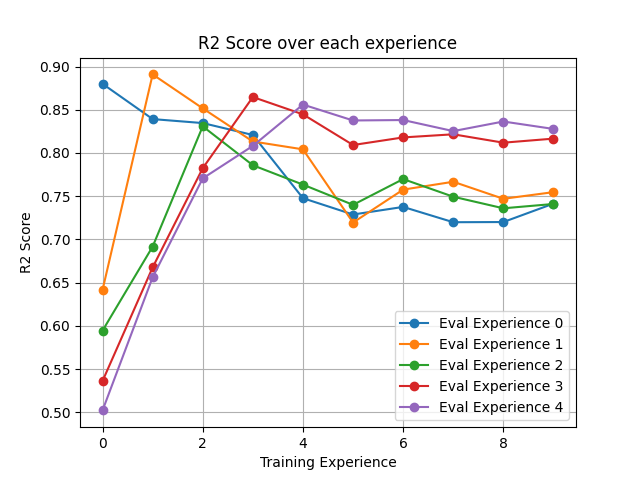 R2 Score over each experience
R2 Score
0.90
0.85
0.80
0.75
0.70
0.65
0.60
0.55
0.50
Eval Experience 0
Eval Experience 1
Eval Experience 2
Eval Experience 3
Eval Experience 4
0 2 4 6 8
Training Experience